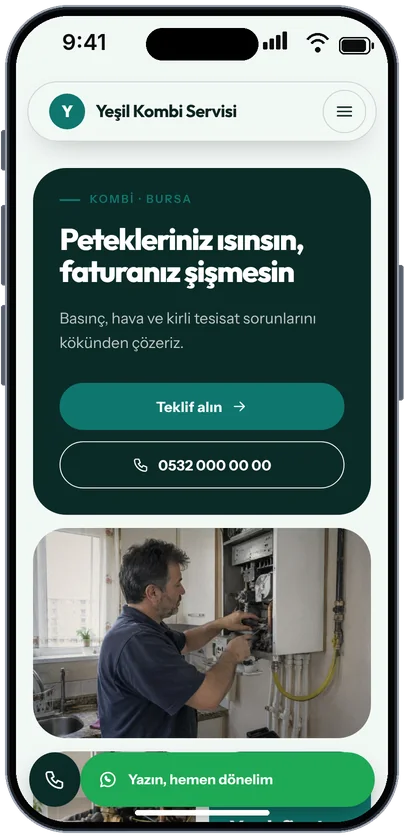 9:41
Y
Yeşil Kombi Servisi
KOMBİ · BURSA
Petekleriniz ısınsın,
faturanız şişmesin
Basınç, hava ve kirli tesisat sorunlarını
kökünden çözeriz.
Teklif alın →
0532 000 00 00
Yazın, hemen dönelim